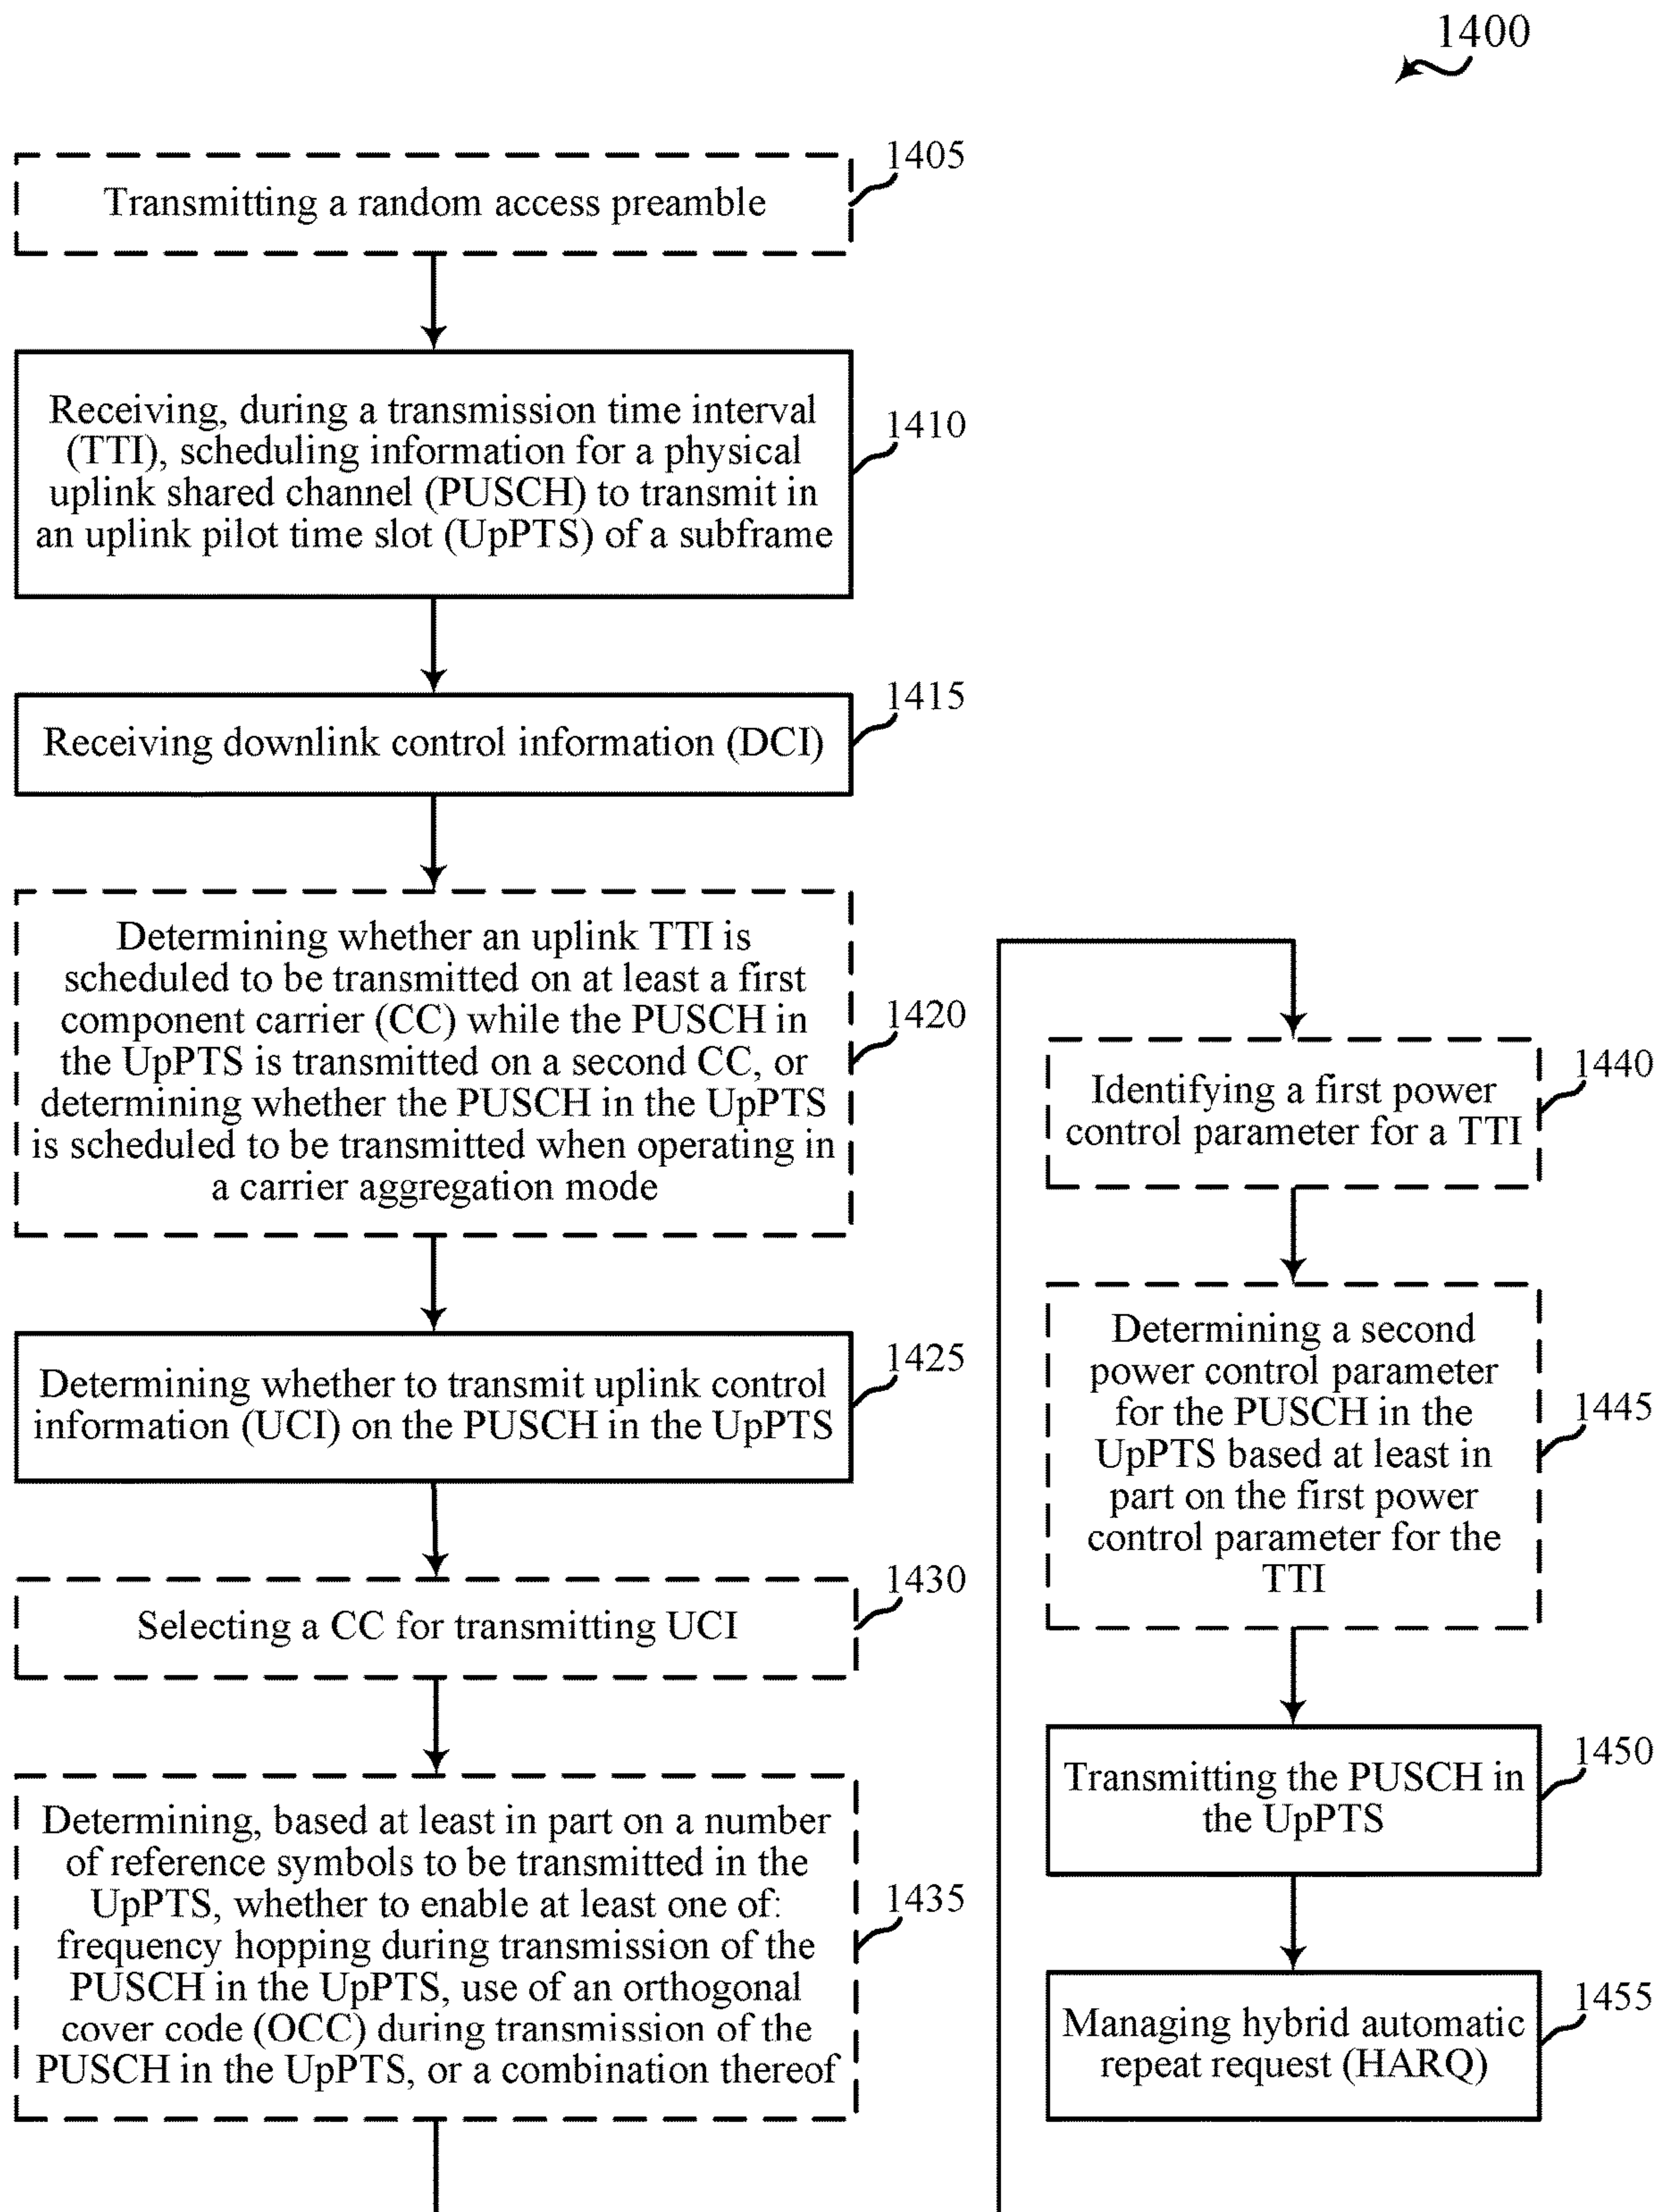 1400
1405
Transmitting a random access preamble
1410
Receiving, during a transmission time interval
(TTI), scheduling information for a physical
uplink shared channel (PUSCH) to transmit in
an uplink pilot time slot (UpPTS) of a subframe
1415
Receiving downlink control information (DCI)
1420
Determining whether an uplink TTI is
scheduled to be transmitted on at least a first
component carrier (CC) while the PUSCH in
the UpPTS is transmitted on a second CC, or
determining whether the PUSCH in the UpPTS
is scheduled to be transmitted when operating in
a carrier aggregation mode
1425
Determining whether to transmit uplink control
information (UCI) on the PUSCH in the UpPTS
1430
Selecting a CC for transmitting UCI
1435
Determining, based at least in part on a number
of reference symbols to be transmitted in the
UpPTS, whether to enable at least one of:
frequency hopping during transmission of the
PUSCH in the UpPTS, use of an orthogonal
cover code (OCC) during transmission of the
PUSCH in the UpPTS, or a combination thereof
1440
Identifying a first power
control parameter for a TTI
1445
Determining a second
power control parameter
for the PUSCH in the
UpPTS based at least in
part on the first power
control parameter for the
TTI
1450
Transmitting the PUSCH in
the UpPTS
1455
Managing hybrid automatic
repeat request (HARQ)